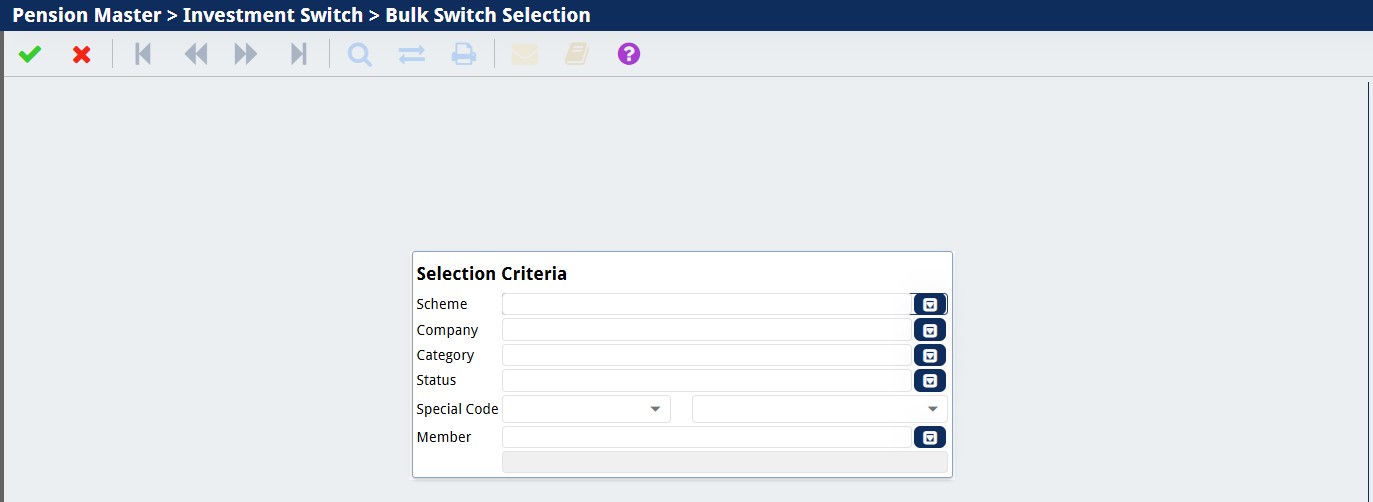 Pension Master > Investment Switch > Bulk Switch Selection
?
Selection Criteria
Scheme
Company
Category
Status
Special Code
Member